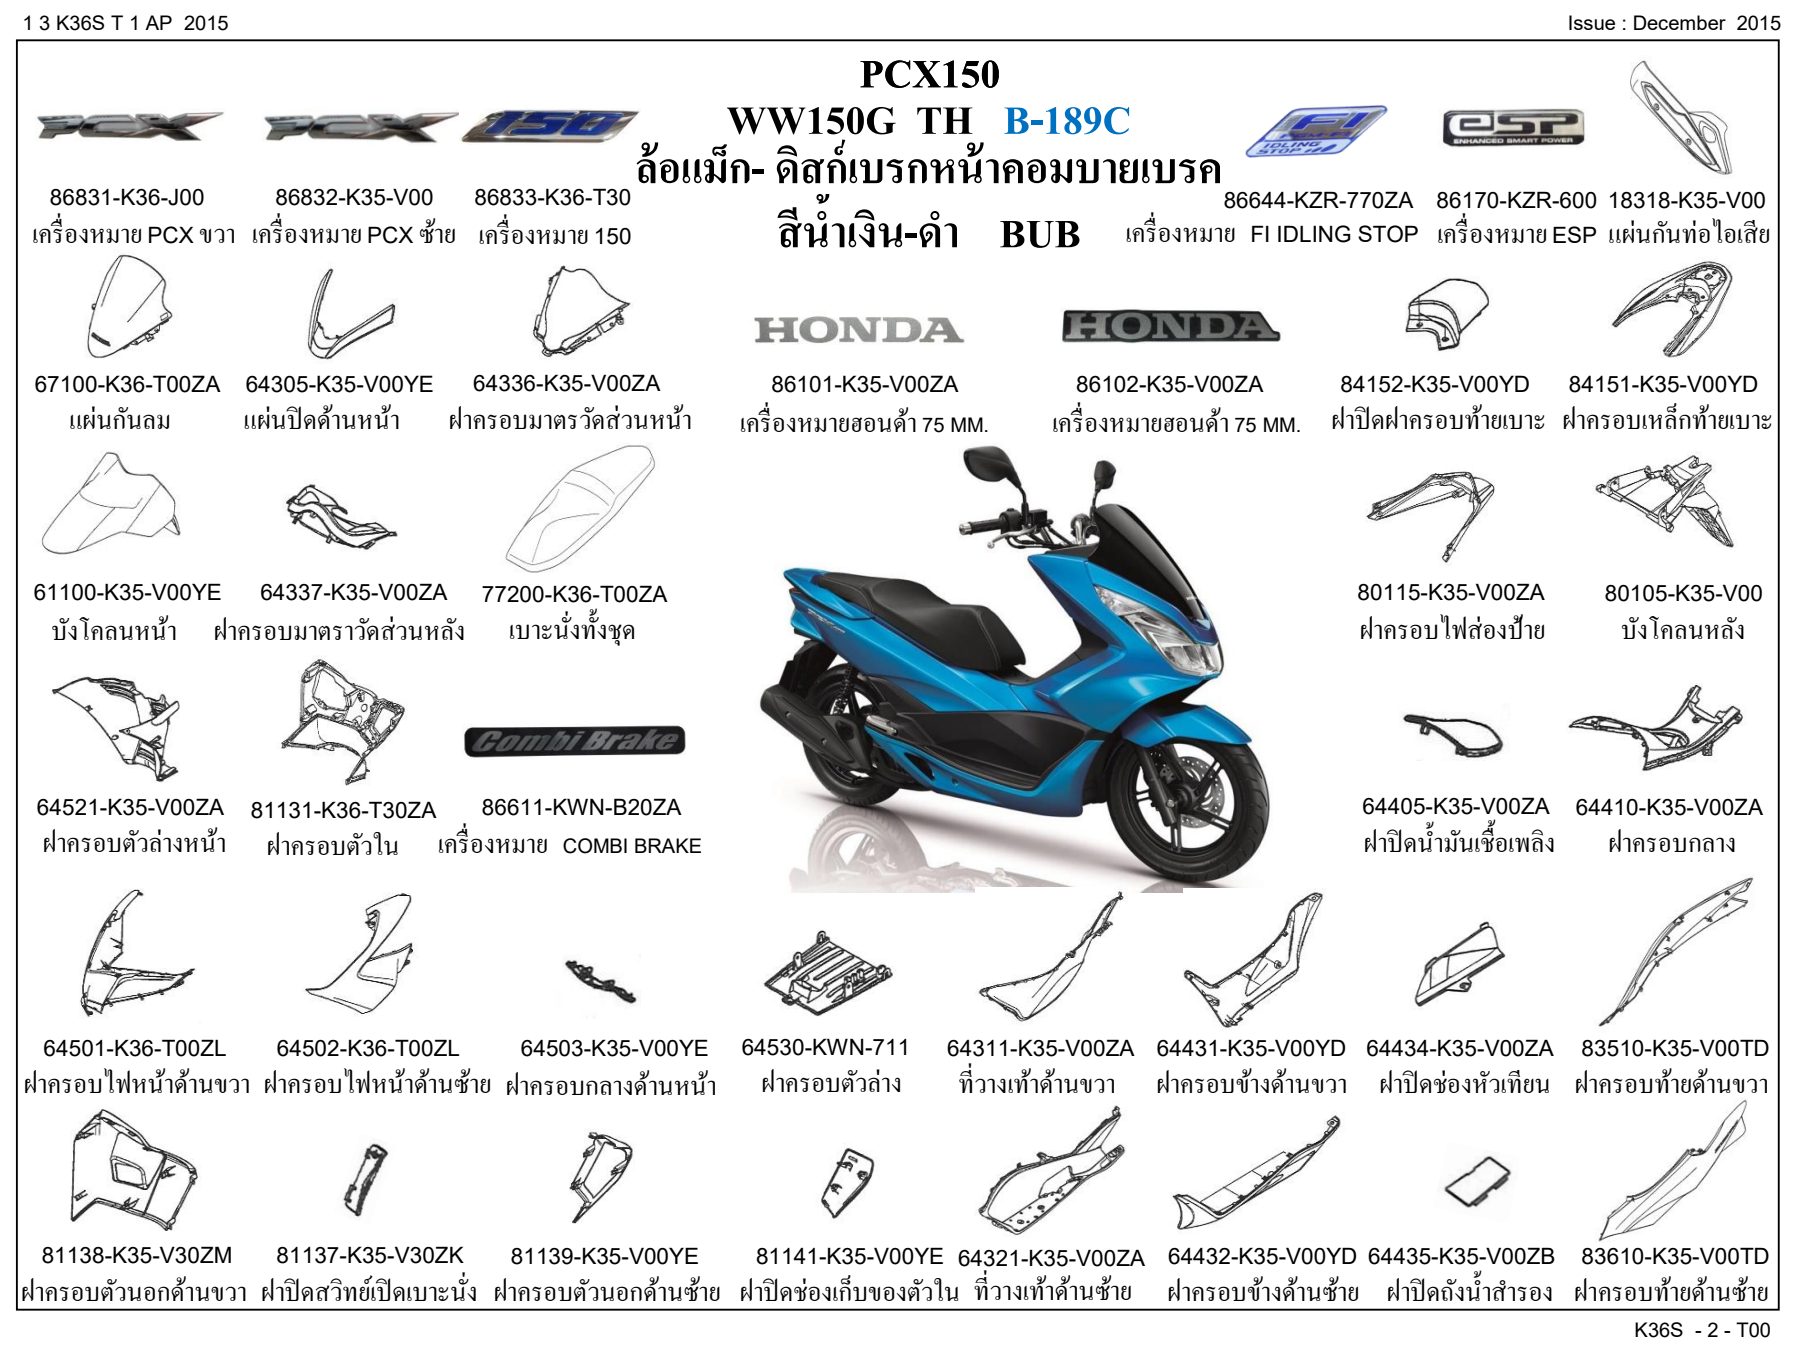 1 3 K36S T 1 AP 2015
Issue : December 2015
PCX150
WW150G TH B-189C
ล้อแม็ก- ดิสก์เบรกหน้าคอมบายเบรค
สีน้ำเงิน-ดำ BUB
PCX PCX 150
FI PGM-FI IDLING STOP
eSP ENHANCED SMART POWER
86831-K36-J00 86832-K35-V00 86833-K36-T30 86644-KZR-770ZA 86170-KZR-600 18318-K35-V00
เครื่องหมาย PCX ขวา เครื่องหมาย PCX ซ้าย เครื่องหมาย 150 เครื่องหมาย FI IDLING STOP เครื่องหมาย ESP แผ่นกันท่อไอเสีย
HONDA HONDA
67100-K36-T00ZA 64305-K35-V00YE 64336-K35-V00ZA 86101-K35-V00ZA 86102-K35-V00ZA 84152-K35-V00YD 84151-K35-V00YD
แผ่นกันลม แผ่นปิดด้านหน้า ฝาครอบมาตรวัดส่วนหน้า เครื่องหมายฮอนด้า 75 MM. เครื่องหมายฮอนด้า 75 MM. ฝาปิดฝาครอบท้ายเบาะ ฝาครอบเหล็กท้ายเบาะ
61100-K35-V00YE 64337-K35-V00ZA 77200-K36-T00ZA 80115-K35-V00ZA 80105-K35-V00
บังโคลนหน้า ฝาครอบมาตราวัดส่วนหลัง เบาะนั่งทั้งชุด ฝาครอบไฟส่องป้าย บังโคลนหลัง
Combi Brake
64521-K35-V00ZA 81131-K36-T30ZA 86611-KWN-B20ZA 64405-K35-V00ZA 64410-K35-V00ZA
ฝาครอบตัวล่างหน้า ฝาครอบตัวใน เครื่องหมาย COMBI BRAKE ฝาปิดน้ำมันเชื้อเพลิง ฝาครอบกลาง
64501-K36-T00ZL 64502-K36-T00ZL 64503-K35-V00YE 64530-KWN-711 64311-K35-V00ZA 64431-K35-V00YD 64434-K35-V00ZA 83510-K35-V00TD
ฝาครอบไฟหน้าด้านขวา ฝาครอบไฟหน้าด้านซ้าย ฝาครอบกลางด้านหน้า ฝาครอบตัวล่าง ที่วางเท้าด้านขวา ฝาครอบข้างด้านขวา ฝาปิดช่องหัวเทียน ฝาครอบท้ายด้านขวา
81138-K35-V30ZM 81137-K35-V30ZK 81139-K35-V00YE 81141-K35-V00YE 64321-K35-V00ZA 64432-K35-V00YD 64435-K35-V00ZB 83610-K35-V00TD
ฝาครอบตัวนอกด้านขวา ฝาปิดสวิทย์เปิดเบาะนั่ง ฝาครอบตัวนอกด้านซ้าย ฝาปิดช่องเก็บของตัวใน ที่วางเท้าด้านซ้าย ฝาครอบข้างด้านซ้าย ฝาปิดถังน้ำสำรอง ฝาครอบท้ายด้านซ้าย
K36S - 2 - T00